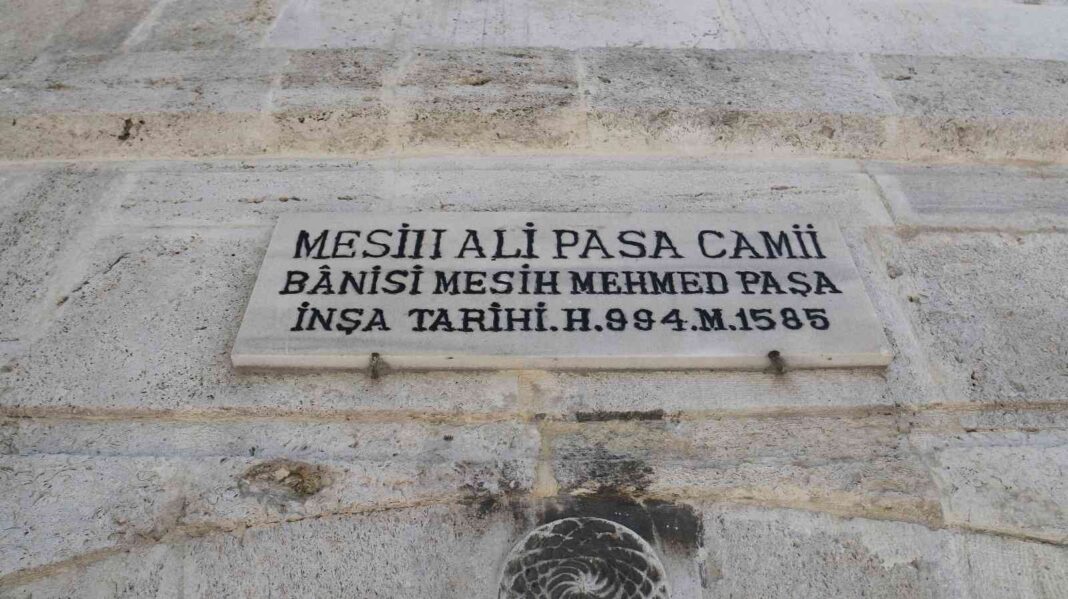 MESİH ALİ PASA CAMİİ
BÂNİSİ MESİH MEHMED PAŞA
İNŞA TARİHİ.H.994.M.1585